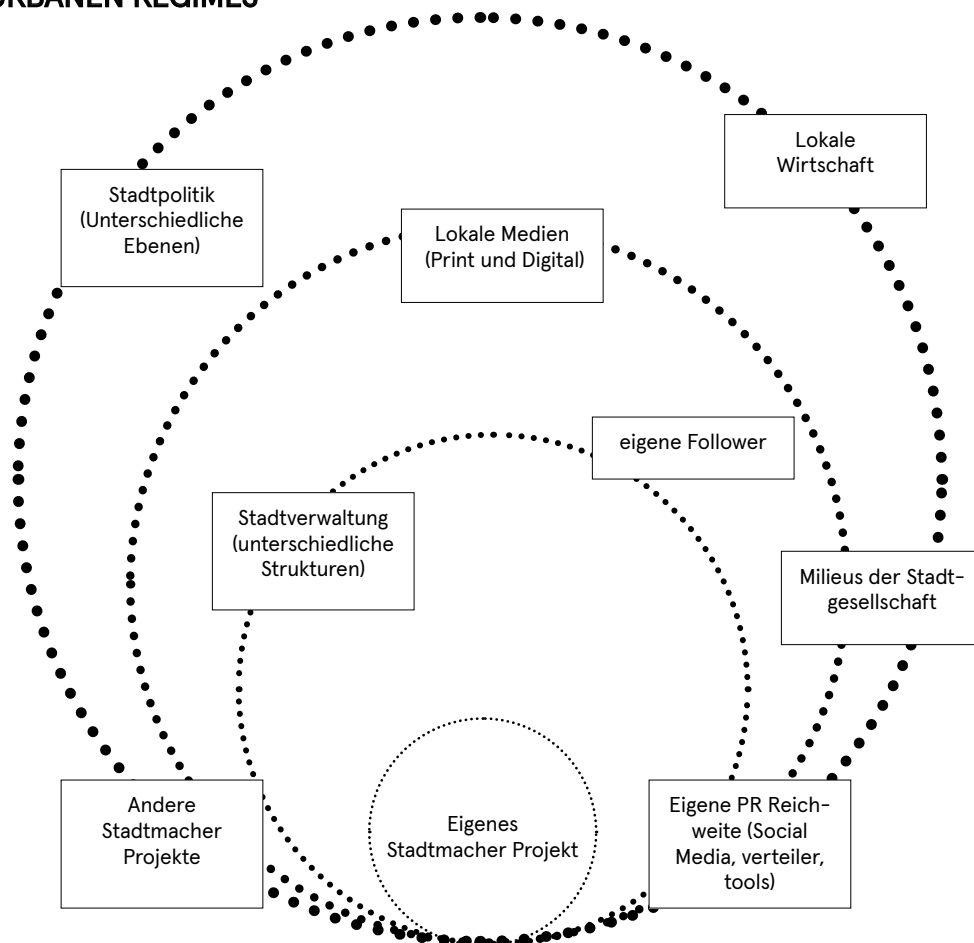 URBANEN REGIMES
Lokale
Wirtschaft
Stadtpolitik
(Unterschiedliche
Ebenen)
Lokale Medien
(Print und Digital)
eigene Follower
Stadtverwaltung
(unterschiedliche
Strukturen)
Milieus der Stadt-
gesellschaft
Andere
Stadtmacher
Projekte
Eigenes
Stadtmacher Projekt
Eigene PR Reich-
weite (Social
Media, verteiler,
tools)